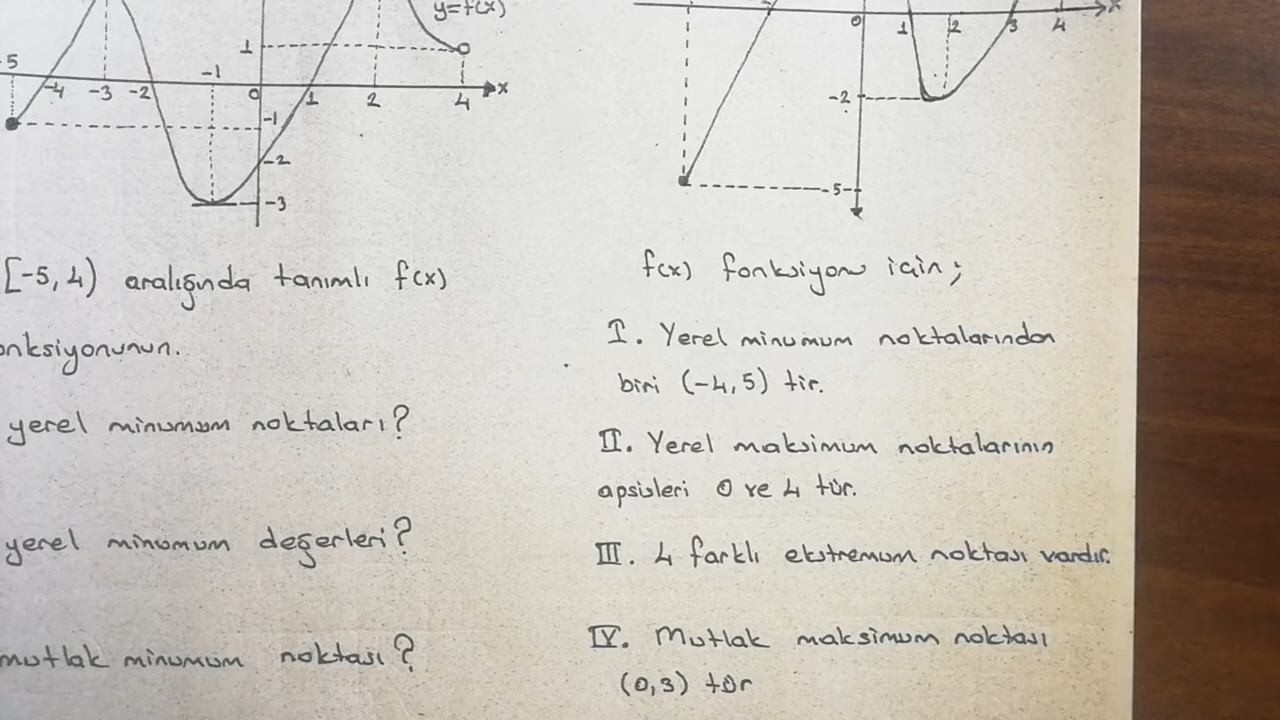 y=f(x)
1
-5 -4 -3 -2 -1 0 1 2 4 x
-1
-2
-3
[-5, 4) aralığında tanımlı f(x)
onksiyonunun.
yerel minumum noktaları?
yerel minumum değerleri?
mutlak minumum noktası?
0 1 2 3 4 x
-2
-5
f(x) fonksiyonu için;
I. Yerel minumum noktalarından
biri (-4,5) tir.
II. Yerel maksimum noktalarının
apsisleri 0 ve 4 tür.
III. 4 farklı ekstremum noktası vardır.
IV. Mutlak maksimum noktası
(0,3) tür